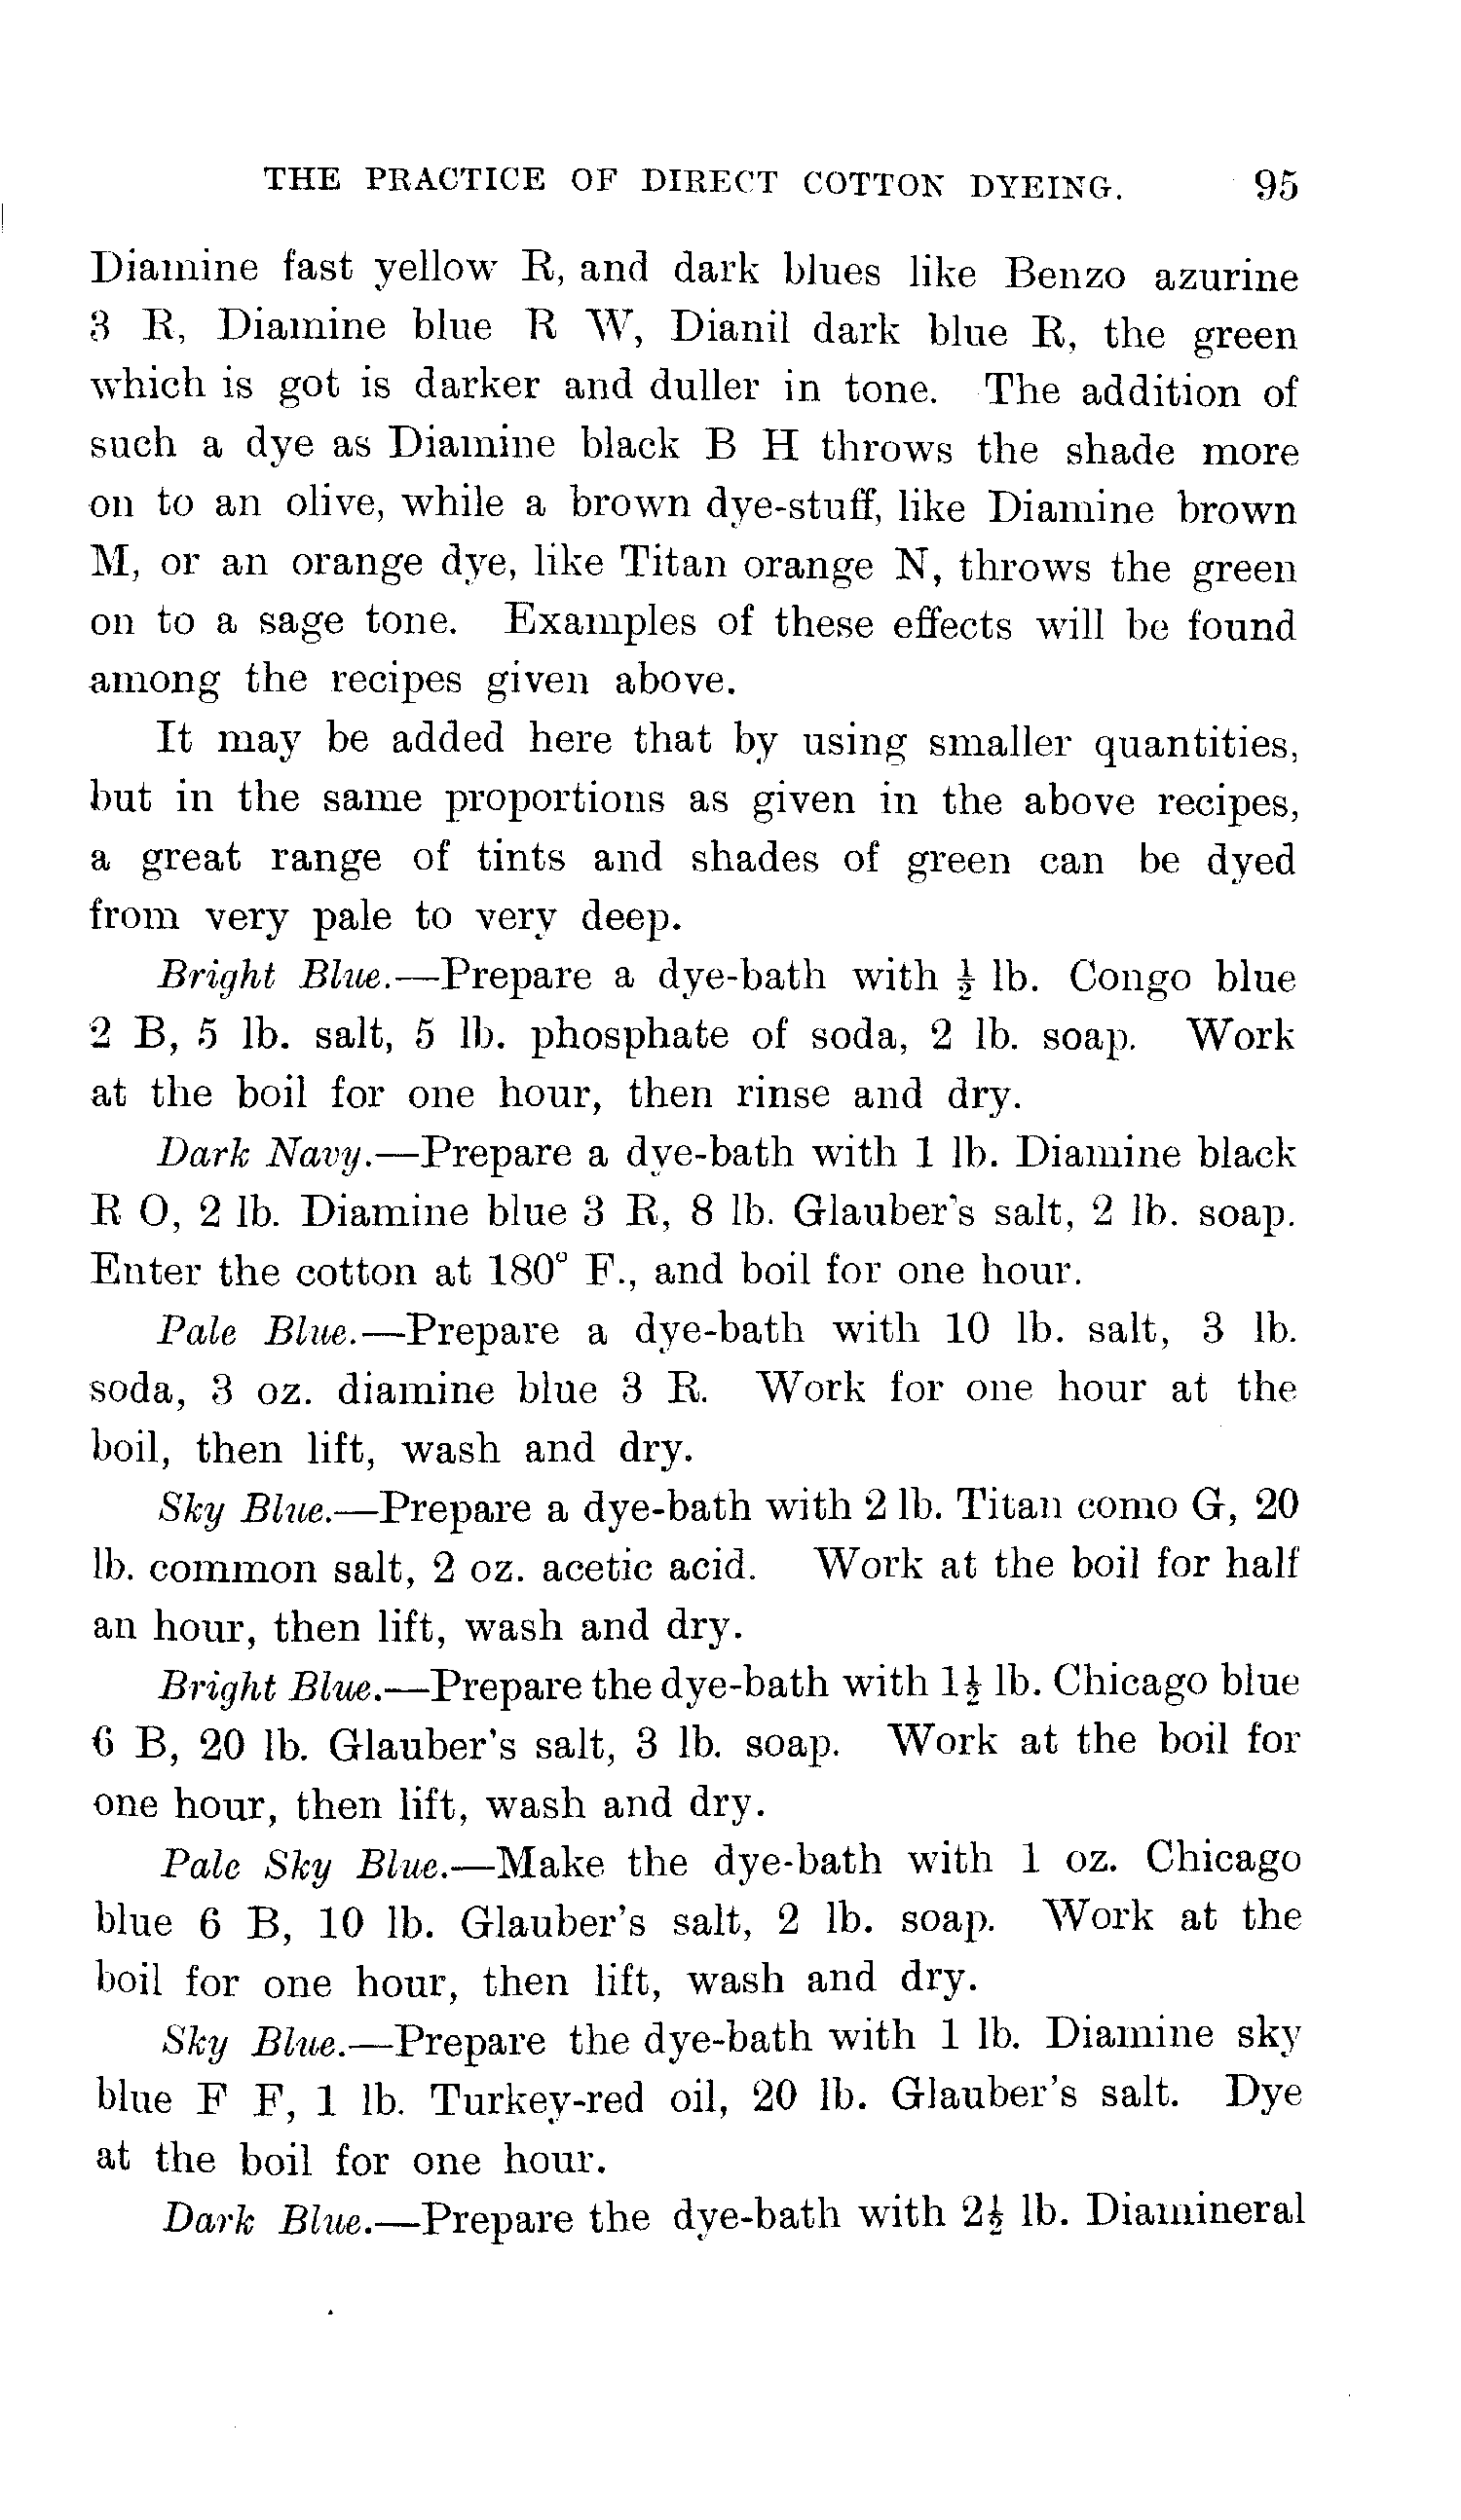 THE PRACTICE OF DIRECT COTTON DYEING. 95
Diamine fast yellow R, and dark blues like Benzo azurine
3 R, Diamine blue R W, Dianil dark blue R, the green
which is got is darker and duller in tone. The addition of
such a dye as Diamine black B H throws the shade more
on to an olive, while a brown dye-stuff, like Diamine brown
M, or an orange dye, like Titan orange N, throws the green
on to a sage tone. Examples of these effects will be found
among the recipes given above.
It may be added here that by using smaller quantities,
but in the same proportions as given in the above recipes,
a great range of tints and shades of green can be dyed
from very pale to very deep.
Bright Blue.—Prepare a dye-bath with ½ lb. Congo blue
2 B, 5 lb. salt, 5 lb. phosphate of soda, 2 lb. soap. Work
at the boil for one hour, then rinse and dry.
Dark Navy.—Prepare a dye-bath with 1 lb. Diamine black
R O, 2 lb. Diamine blue 3 R, 8 lb. Glauber's salt, 2 lb. soap.
Enter the cotton at 180° F., and boil for one hour.
Pale Blue.—Prepare a dye-bath with 10 lb. salt, 3 lb.
soda, 3 oz. diamine blue 3 R. Work for one hour at the
boil, then lift, wash and dry.
Sky Blue.—Prepare a dye-bath with 2 lb. Titan como G, 20
lb. common salt, 2 oz. acetic acid. Work at the boil for half
an hour, then lift, wash and dry.
Bright Blue.—Prepare the dye-bath with 1½ lb. Chicago blue
6 B, 20 lb. Glauber's salt, 3 lb. soap. Work at the boil for
one hour, then lift, wash and dry.
Pale Sky Blue.—Make the dye-bath with 1 oz. Chicago
blue 6 B, 10 lb. Glauber's salt, 2 lb. soap. Work at the
boil for one hour, then lift, wash and dry.
Sky Blue.—Prepare the dye-bath with 1 lb. Diamine sky
blue F F, 1 lb. Turkey-red oil, 20 lb. Glauber's salt. Dye
at the boil for one hour.
Dark Blue.—Prepare the dye-bath with 2½ lb. Diamineral